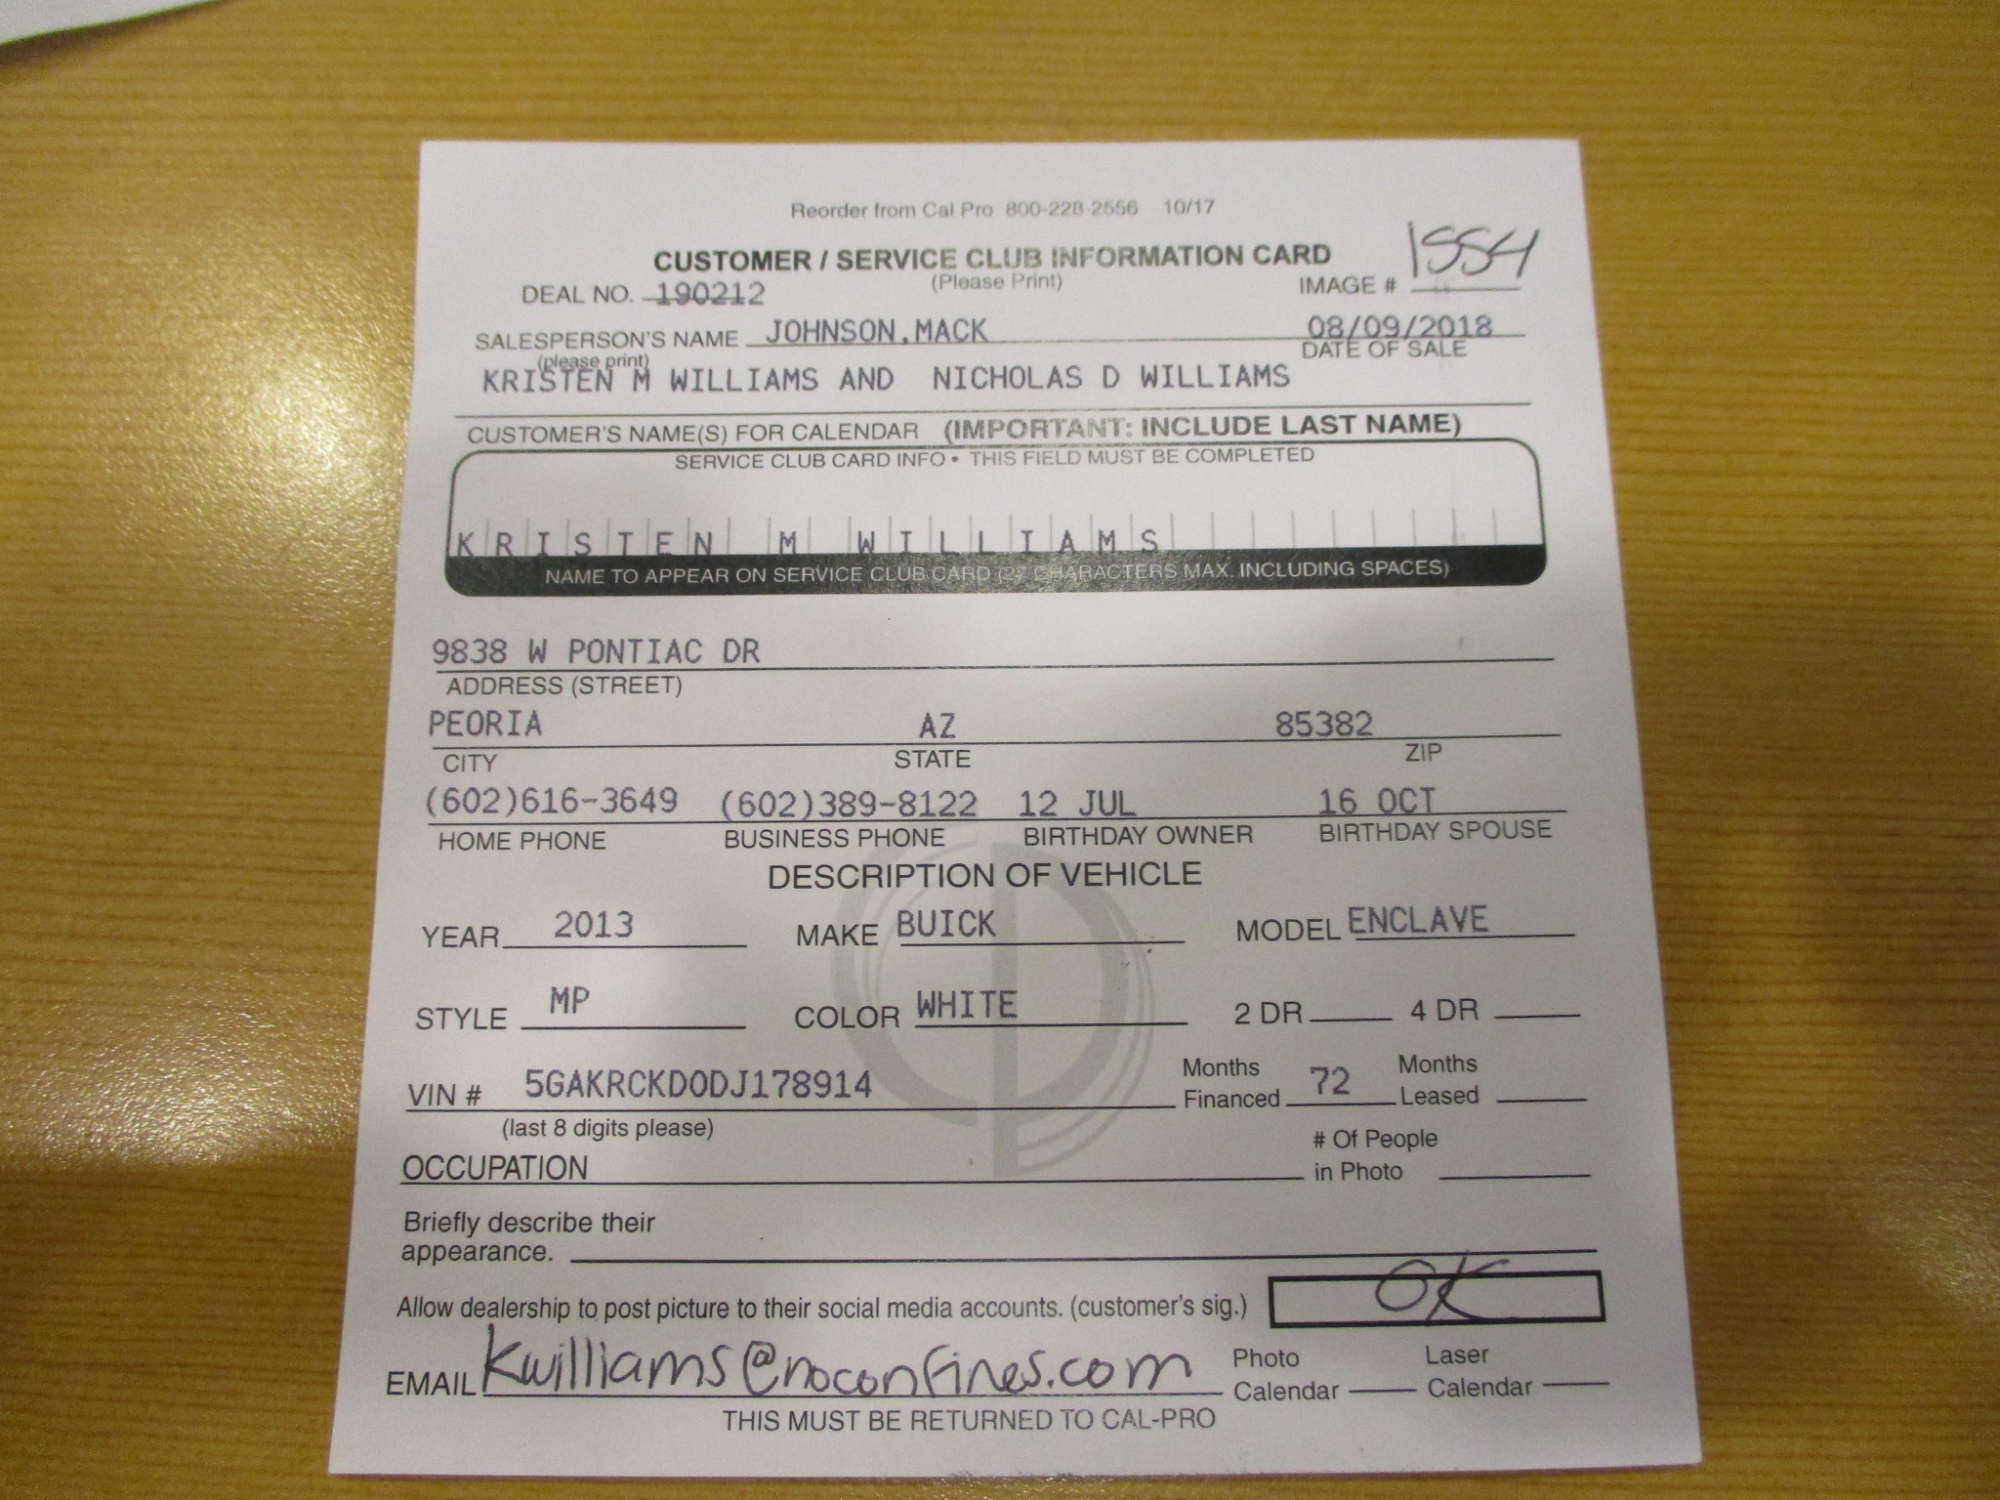 Reorder from Cal Pro 800-228-2556 10/17
CUSTOMER / SERVICE CLUB INFORMATION CARD
(Please Print)
DEAL NO. 190212
IMAGE # 1554
SALESPERSON'S NAME JOHNSON, MACK 08/09/2018
(please print) DATE OF SALE
KRISTEN M WILLIAMS AND NICHOLAS D WILLIAMS
CUSTOMER'S NAME(S) FOR CALENDAR (IMPORTANT: INCLUDE LAST NAME)
SERVICE CLUB CARD INFO • THIS FIELD MUST BE COMPLETED
KRISTEN M WILLIAMS
NAME TO APPEAR ON SERVICE CLUB CARD (27 CHARACTERS MAX. INCLUDING SPACES)
9838 W PONTIAC DR
ADDRESS (STREET)
PEORIA AZ 85382
CITY STATE ZIP
(602)616-3649 (602)389-8122 12 JUL 16 OCT
HOME PHONE BUSINESS PHONE BIRTHDAY OWNER BIRTHDAY SPOUSE
DESCRIPTION OF VEHICLE
YEAR 2013 MAKE BUICK MODEL ENCLAVE
STYLE MP COLOR WHITE 2 DR 4 DR
VIN # 5GAKRCKD0DJ178914 Months Financed 72 Months Leased
(last 8 digits please)
OCCUPATION # Of People in Photo
Briefly describe their
appearance.
Allow dealership to post picture to their social media accounts. (customer's sig.) OK
EMAIL Kwilliams@noconfines.com Photo Calendar Laser Calendar
THIS MUST BE RETURNED TO CAL-PRO